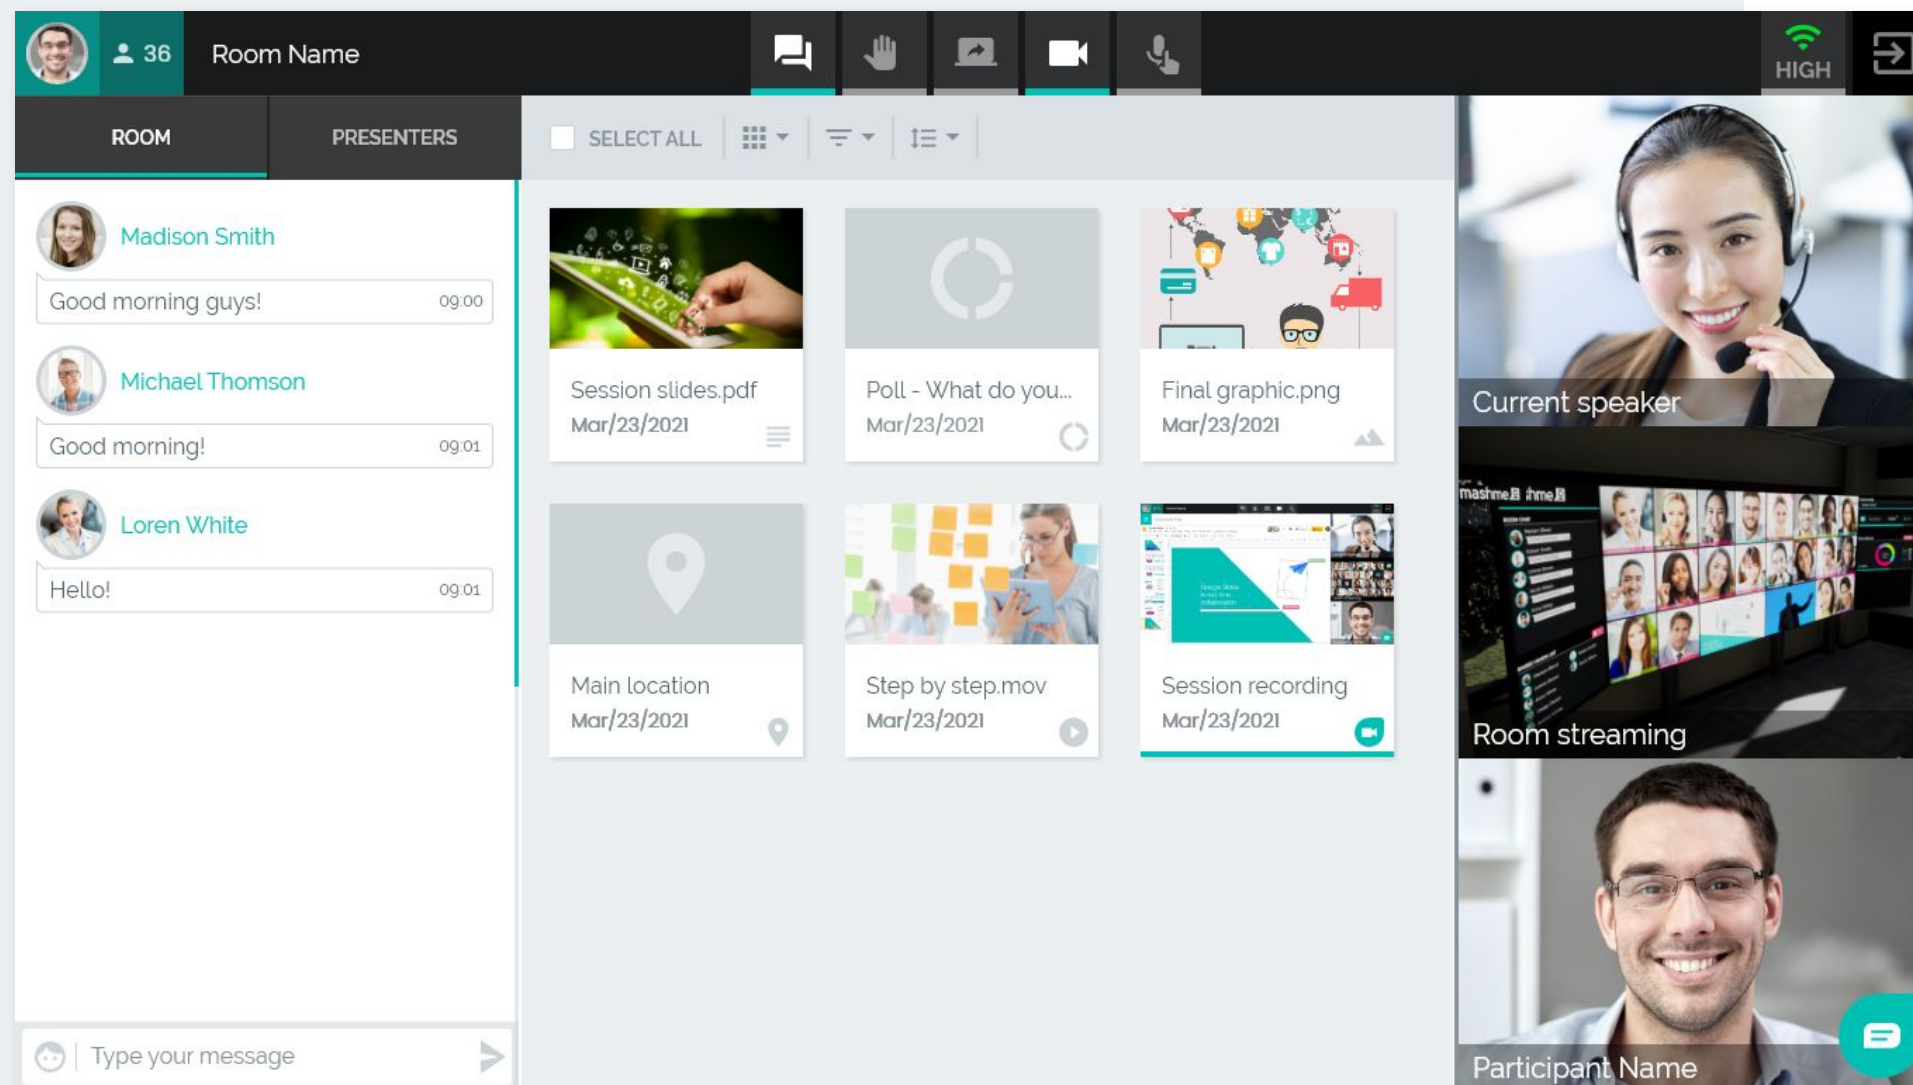 36
Room Name
HIGH
ROOM
PRESENTERS
SELECT ALL
Madison Smith
Good morning guys!
09:00
Michael Thomson
Good morning!
09:01
Loren White
Hello!
09:01
Type your message
Session slides.pdf
Mar/23/2021
Poll - What do you...
Mar/23/2021
Final graphic.png
Mar/23/2021
Main location
Mar/23/2021
Step by step.mov
Mar/23/2021
Session recording
Mar/23/2021
Current speaker
mashme
Room streaming
Participant Name